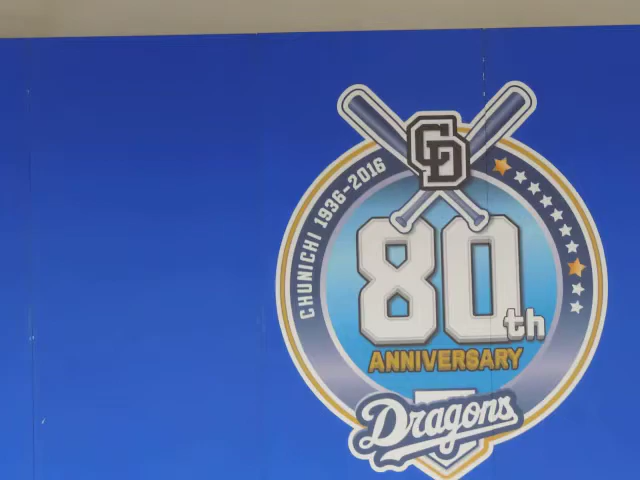 CD
CHUNICHI 1936-2016
80th
ANNIVERSARY
Dragons